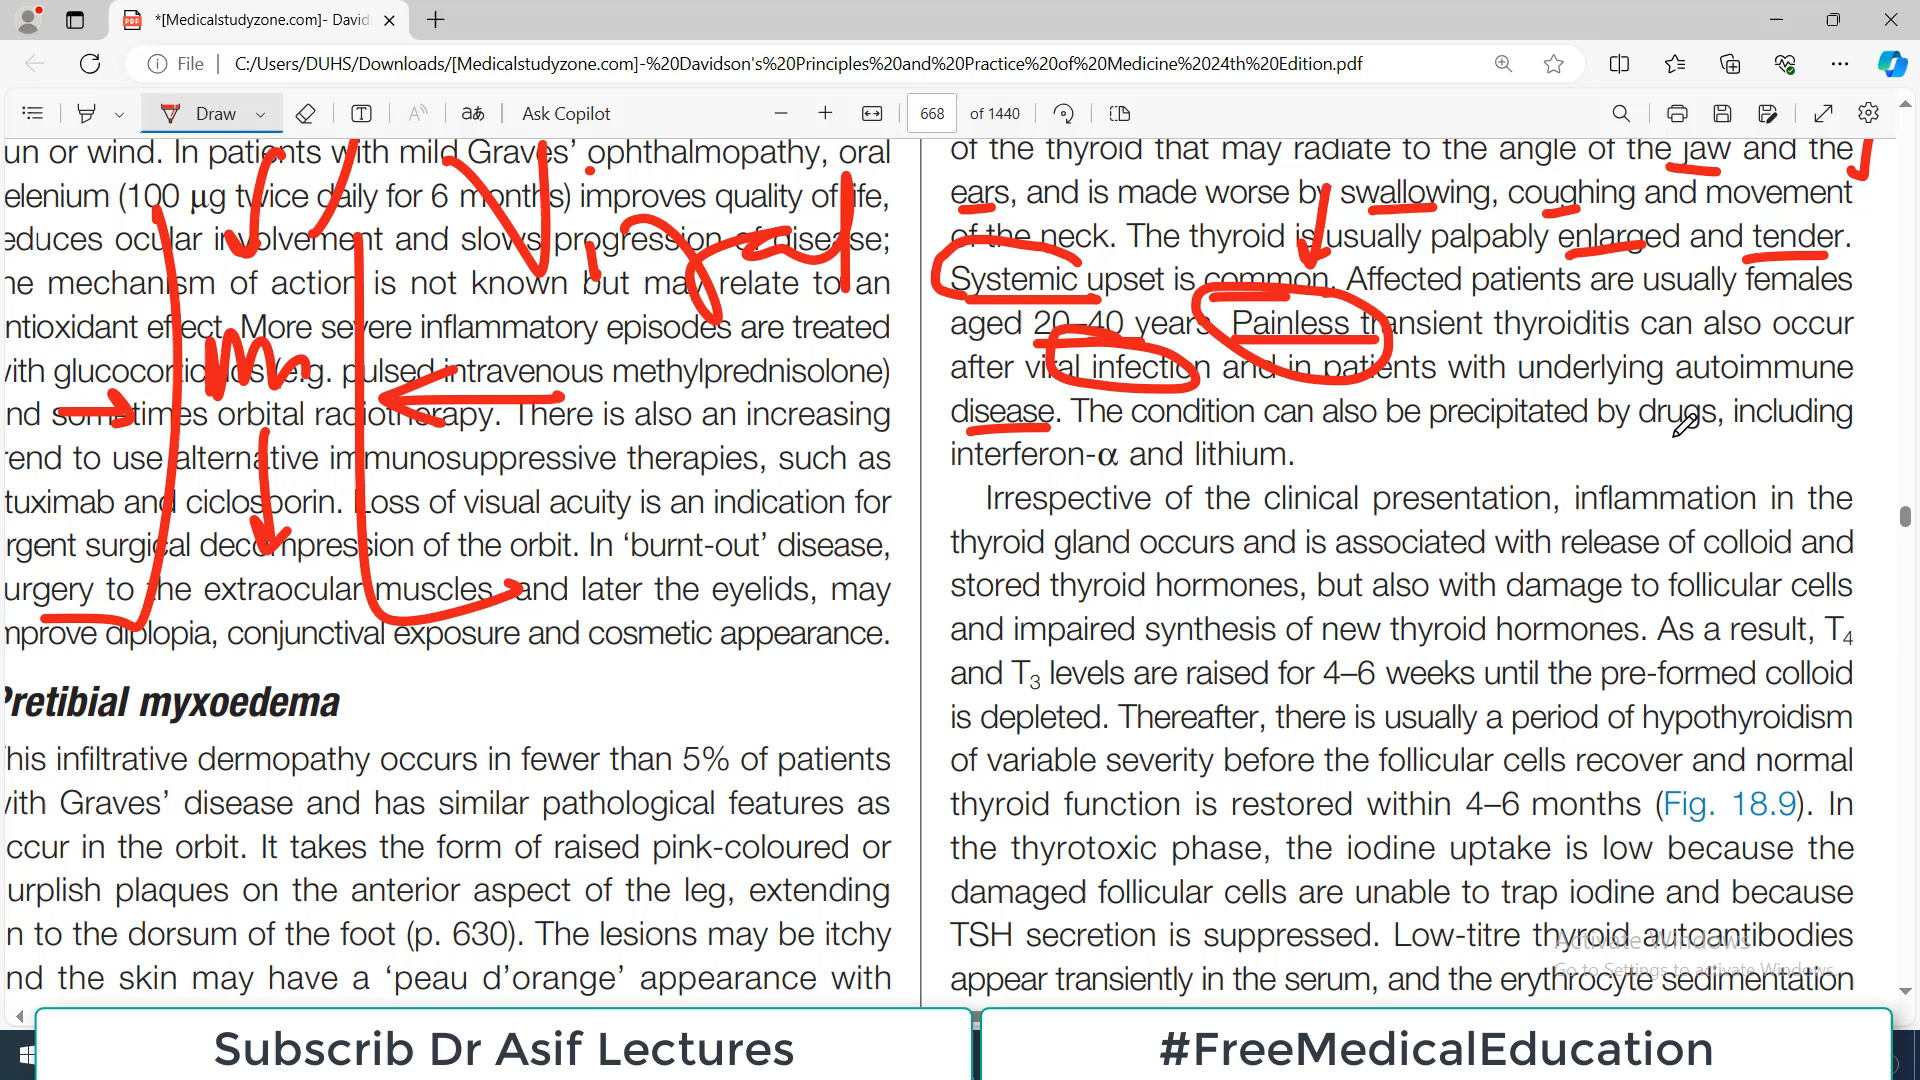 *[Medicalstudyzone.com]- David
File
C:/Users/DUHS/Downloads/[Medicalstudyzone.com]-%20Davidson's%20Principles%20and%20Practice%20of%20Medicine%2024th%20Edition.pdf
Draw
Ask Copilot
668 of 1440
un or wind. In patients with mild Graves’ ophthalmopathy, oral
elenium (100 µg twice daily for 6 months) improves quality of life,
educes ocular involvement and slows progression of disease;
he mechanism of action is not known but may relate to an
ntioxidant effect. More severe inflammatory episodes are treated
vith glucocorticoids (e.g. pulsed intravenous methylprednisolone)
nd sometimes orbital radiotherapy. There is also an increasing
rend to use alternative immunosuppressive therapies, such as
tuximab and ciclosporin. Loss of visual acuity is an indication for
rgent surgical decompression of the orbit. In ‘burnt-out’ disease,
urgery to the extraocular muscles, and later the eyelids, may
mprove diplopia, conjunctival exposure and cosmetic appearance.
Viral
Pretibial myxoedema
This infiltrative dermopathy occurs in fewer than 5% of patients
vith Graves’ disease and has similar pathological features as
ccur in the orbit. It takes the form of raised pink-coloured or
urplish plaques on the anterior aspect of the leg, extending
n to the dorsum of the foot (p. 630). The lesions may be itchy
nd the skin may have a ‘peau d’orange’ appearance with
of the thyroid that may radiate to the angle of the jaw and the
ears, and is made worse by swallowing, coughing and movement
of the neck. The thyroid is usually palpably enlarged and tender.
Systemic upset is common. Affected patients are usually females
aged 20–40 years. Painless transient thyroiditis can also occur
after viral infection and in patients with underlying autoimmune
disease. The condition can also be precipitated by drugs, including
interferon-α and lithium.
Irrespective of the clinical presentation, inflammation in the
thyroid gland occurs and is associated with release of colloid and
stored thyroid hormones, but also with damage to follicular cells
and impaired synthesis of new thyroid hormones. As a result, T4
and T3 levels are raised for 4–6 weeks until the pre-formed colloid
is depleted. Thereafter, there is usually a period of hypothyroidism
of variable severity before the follicular cells recover and normal
thyroid function is restored within 4–6 months (Fig. 18.9). In
the thyrotoxic phase, the iodine uptake is low because the
damaged follicular cells are unable to trap iodine and because
TSH secretion is suppressed. Low-titre thyroid autoantibodies
appear transiently in the serum, and the erythrocyte sedimentation
Activate Windows
Go to Settings to activate Windows.
Subscrib Dr Asif Lectures
#FreeMedicalEducation